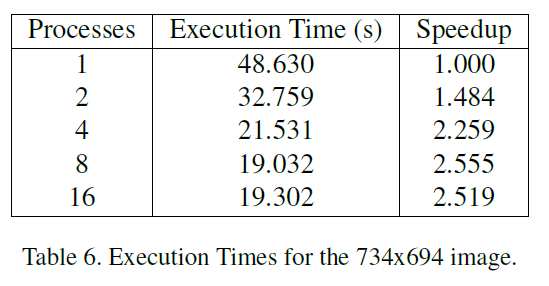 Processes Execution Time (s) Speedup
1 48.630 1.000
2 32.759 1.484
4 21.531 2.259
8 19.032 2.555
16 19.302 2.519
Table 6. Execution Times for the 734x694 image.